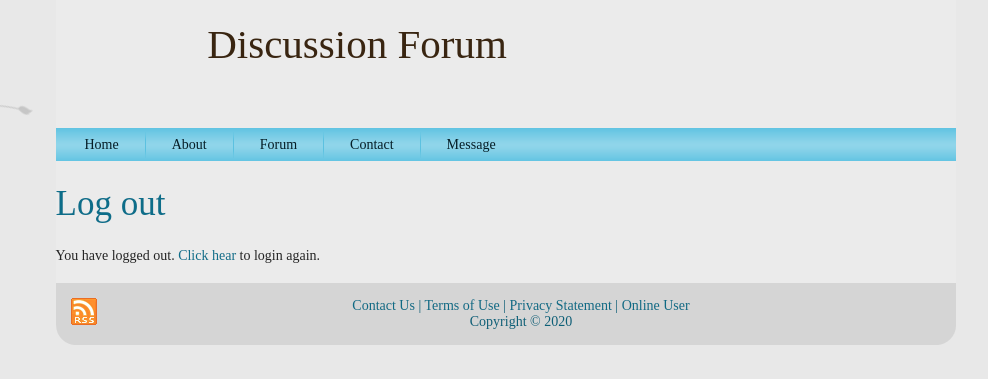 Discussion Forum
Home About Forum Contact Message
Log out
You have logged out. Click hear to login again.
RSS
Contact Us | Terms of Use | Privacy Statement | Online User
Copyright © 2020